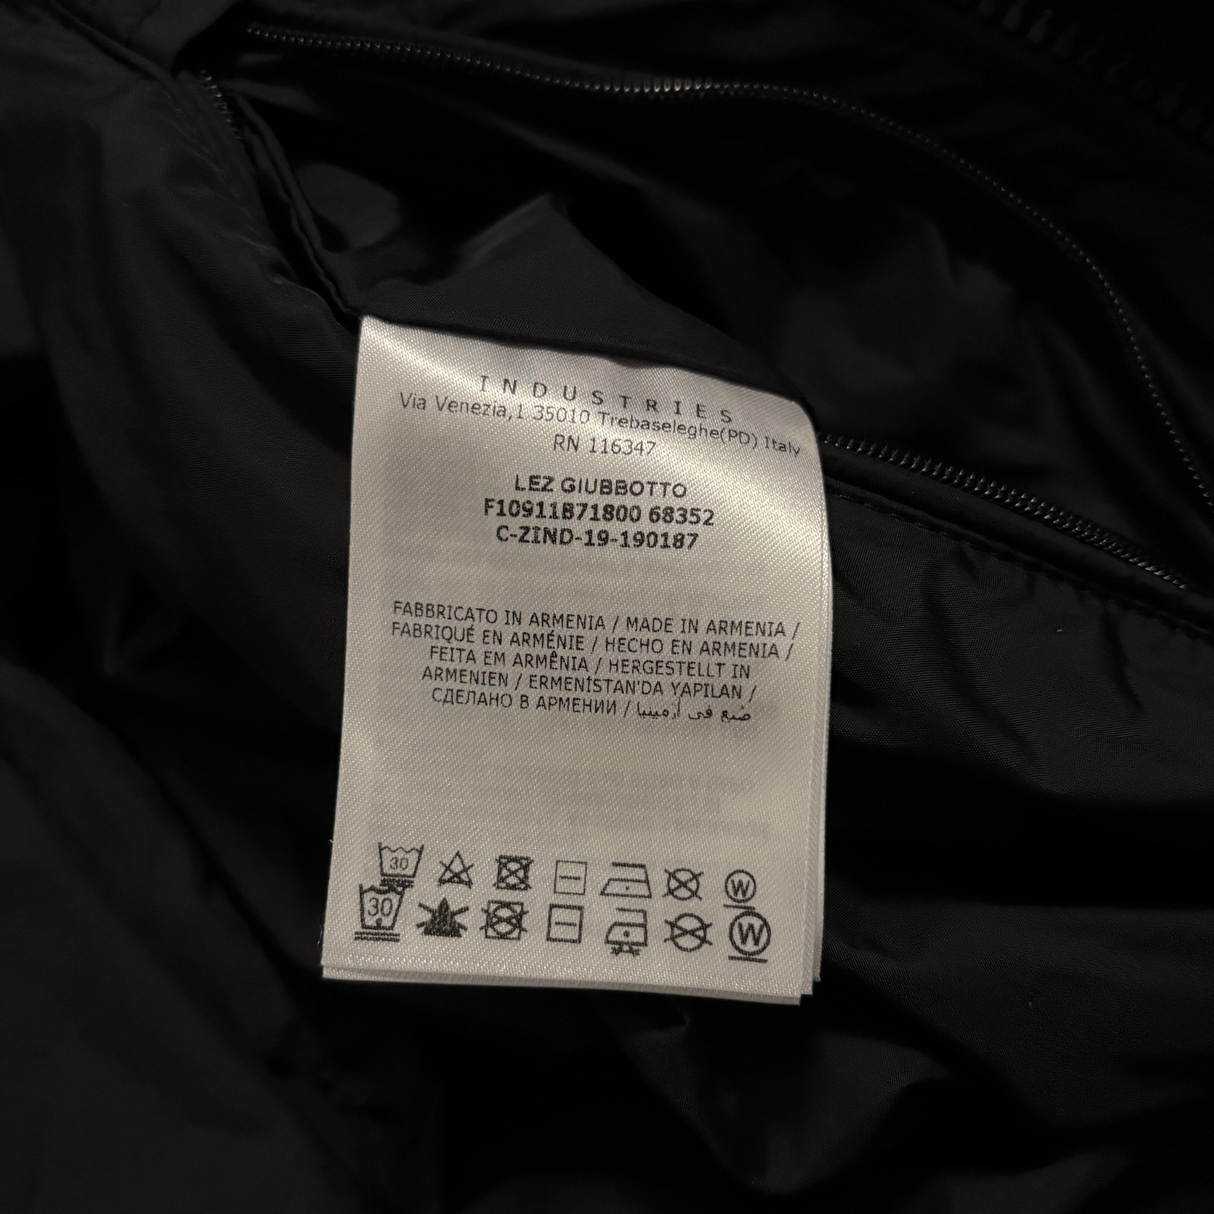 INDUSTRIES
Via Venezia,1 35010 Trebaseleghe(PD) Italy
RN 116347
LEZ GIUBBOTTO
F10911B71800 68352
C-ZIND-19-190187
FABBRICATO IN ARMENIA / MADE IN ARMENIA /
FABRIQUÉ EN ARMÉNIE / HECHO EN ARMENIA /
FEITA EM ARMÊNIA / HERGESTELLT IN
ARMENIEN / ERMENİSTAN'DA YAPILAN /
СДЕЛАНО В АРМЕНИИ / صُنع في أرمينيا
30 W
30 W